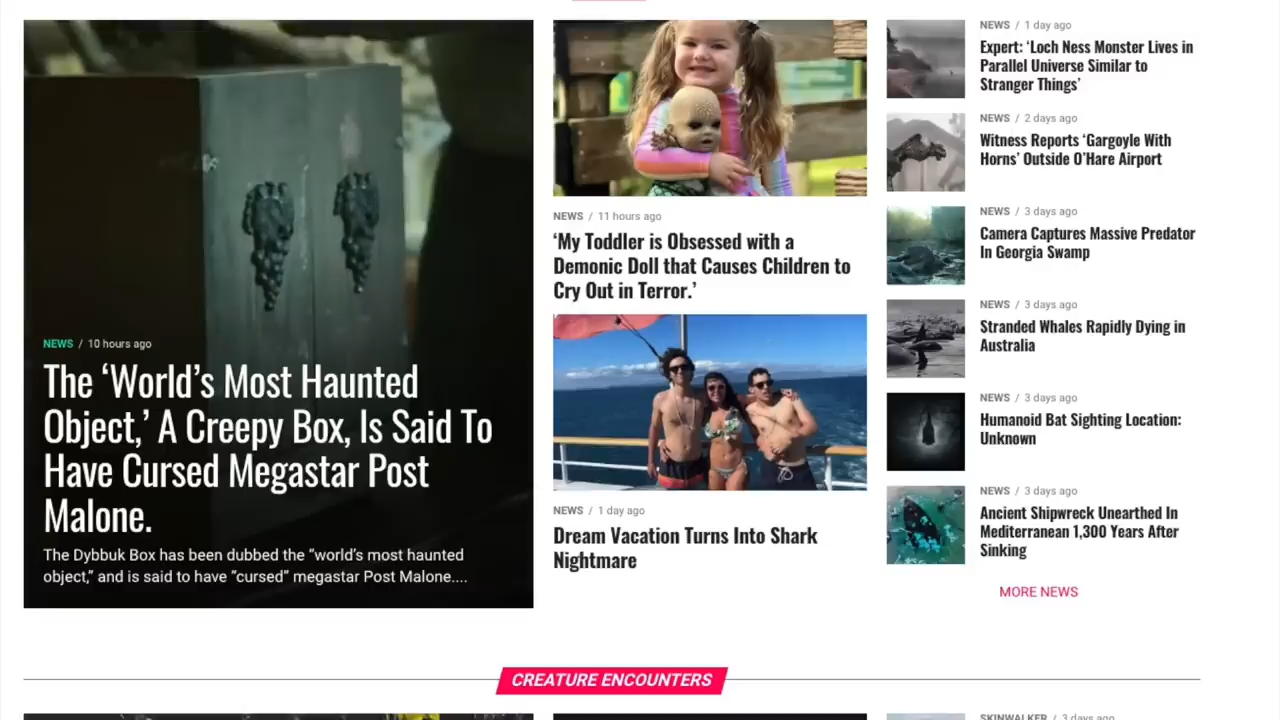 NEWS / 10 hours ago
The ‘World’s Most Haunted
Object,’ A Creepy Box, Is Said To
Have Cursed Megastar Post
Malone.
The Dybbuk Box has been dubbed the “world’s most haunted
object,” and is said to have “cursed” megastar Post Malone....
NEWS / 11 hours ago
‘My Toddler is Obsessed with a
Demonic Doll that Causes Children to
Cry Out in Terror.’
NEWS / 1 day ago
Dream Vacation Turns Into Shark
Nightmare
NEWS / 1 day ago
Expert: ‘Loch Ness Monster Lives in
Parallel Universe Similar to
Stranger Things’
NEWS / 2 days ago
Witness Reports ‘Gargoyle With
Horns’ Outside O’Hare Airport
NEWS / 3 days ago
Camera Captures Massive Predator
In Georgia Swamp
NEWS / 3 days ago
Stranded Whales Rapidly Dying in
Australia
NEWS / 3 days ago
Humanoid Bat Sighting Location:
Unknown
NEWS / 3 days ago
Ancient Shipwreck Unearthed In
Mediterranean 1,300 Years After
Sinking
MORE NEWS
CREATURE ENCOUNTERS
SKINWALKER / 3 days ago